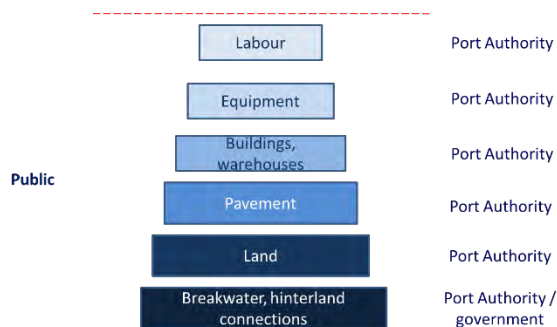 Labour Port Authority
Equipment Port Authority
Buildings,
warehouses Port Authority
Public
Pavement Port Authority
Land Port Authority
Breakwater, hinterland
connections
Port Authority /
government